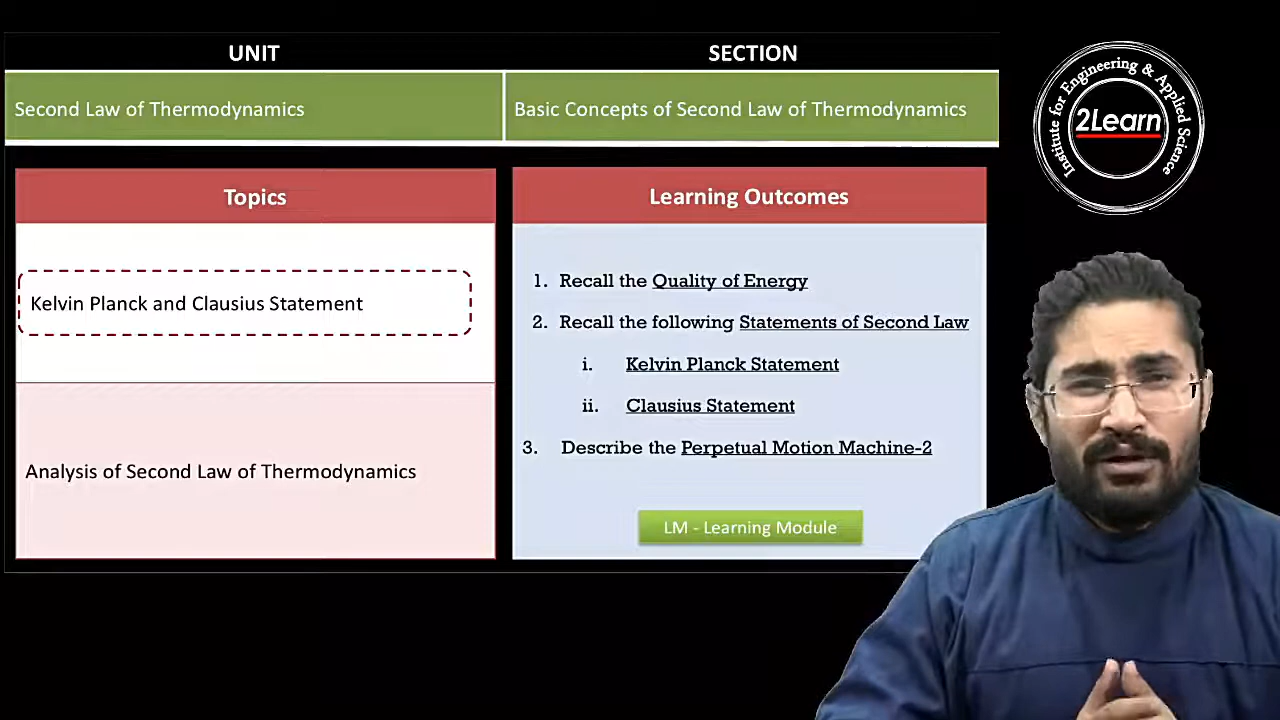 UNIT
SECTION
Second Law of Thermodynamics
Basic Concepts of Second Law of Thermodynamics
Topics
Kelvin Planck and Clausius Statement
Analysis of Second Law of Thermodynamics
Learning Outcomes
1. Recall the Quality of Energy
2. Recall the following Statements of Second Law
i. Kelvin Planck Statement
ii. Clausius Statement
3. Describe the Perpetual Motion Machine-2
LM - Learning Module
Institute for Engineering & Applied Science
2Learn